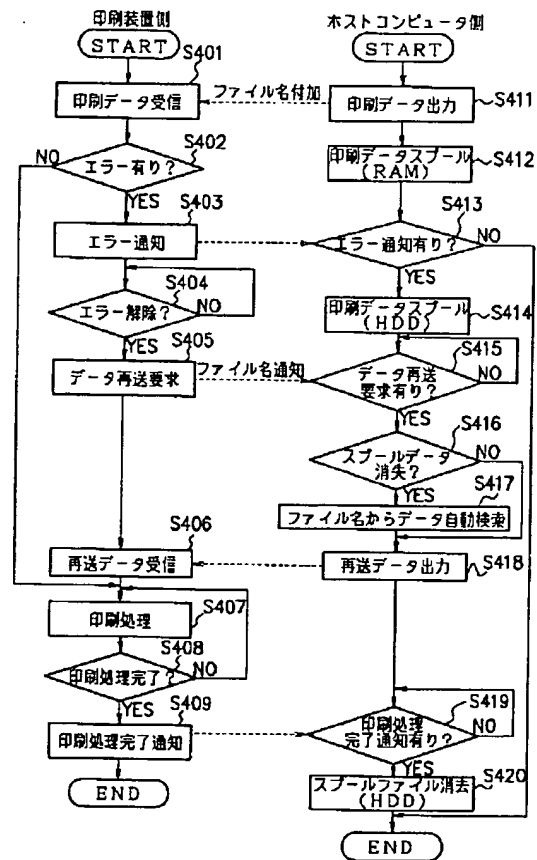 印刷装置側
START
S401
印刷データ受信
ファイル名付加
S402
エラー有り?
NO
YES
S403
エラー通知
S404
エラー解除?
NO
YES
S405
データ再送要求
ファイル名通知
S406
再送データ受信
S407
印刷処理
S408
印刷処理完了?
NO
YES
S409
印刷処理完了通知
END
ホストコンピュータ側
START
印刷データ出力
S411
印刷データスプール
(RAM)
S412
S413
エラー通知有り?
NO
YES
印刷データスプール
(HDD)
S414
S415
データ再送
要求有り?
NO
YES
S416
スプールデータ
消失?
NO
YES
S417
ファイル名からデータ自動検索
再送データ出力
S418
S419
印刷処理
完了通知有り?
NO
YES
S420
スプールファイル消去
(HDD)
END